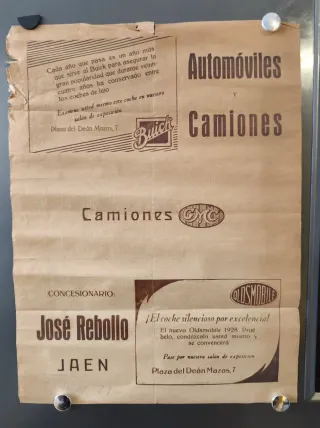 Cada año que pasa es un año más
que sirve al Buick para asegurar la
gran popularidad que durante veinte
cuatro años ha conservado entre
los coches de lujo
Examine usted mismo este coche en nuestro
salón de exposición
Plaza del Deán Mazas, 7
Buick
Automóviles
Y
Camiones
Camiones GMC
CONCESIONARIO:
José Rebollo
JAEN
OLDSMOBILE
¡El coche silencioso por excelencia!
El nuevo Oldsmobile 1928
belo, condúzcalo usted mismo y
se convencerá
Pase por nuestro salón de exposición
Plaza del Deán Mazas, 7